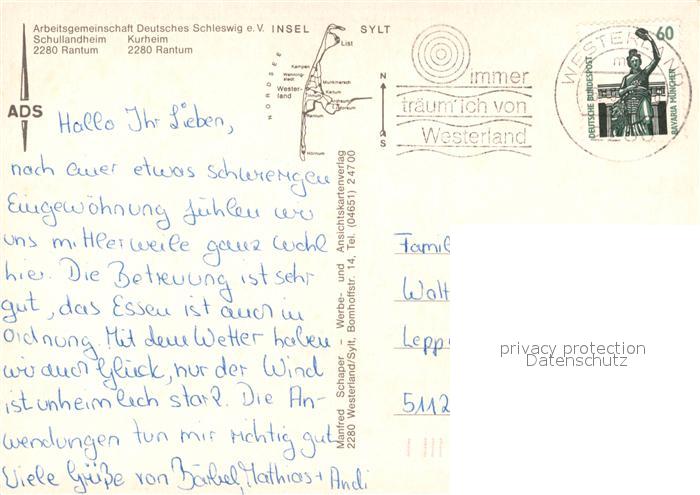 Arbeitsgemeinschaft Deutsches Schleswig e.V.
Schullandheim Kurheim
2280 Rantum 2280 Rantum
ADS
INSEL SYLT
NORDSEE
List
Kampen
Wenning-
stedt
Munkmarsch
Wester-
land
Keitum
Archsum
Morsum
Rantum
Hörnum
N
S
immer
träum' ich von
Westerland
WESTERLAND
60
DEUTSCHE BUNDESPOST
BAVARIA MÜNCHEN
Hallo Ihr Lieben,
nach einer etwas schwierigen
Eingewöhnung fühlen wir
uns mittlerweile ganz wohl
hier. Die Betreuung ist sehr
gut, das Essen ist auch in
Ordnung. Mit dem Wetter haben
wir auch Glück, nur der Wind
ist unheimlich stark. Die An-
wendungen tun mir richtig gut.
Viele Grüße von Bärbel, Mathias + Andi
Manfred Schaper – Werbe- und Ansichtskartenverlag
2280 Westerland/Sylt, Bomhoffstr. 14, Tel. (04651) 24700
Famil
Walt
Lepp
5112
privacy protection
Datenschutz